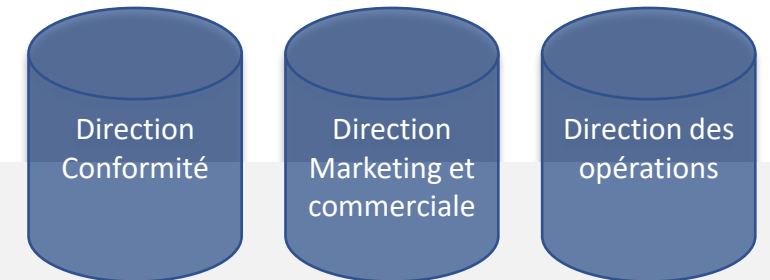 Direction
Conformité
Direction
Marketing et
commerciale
Direction des
opérations